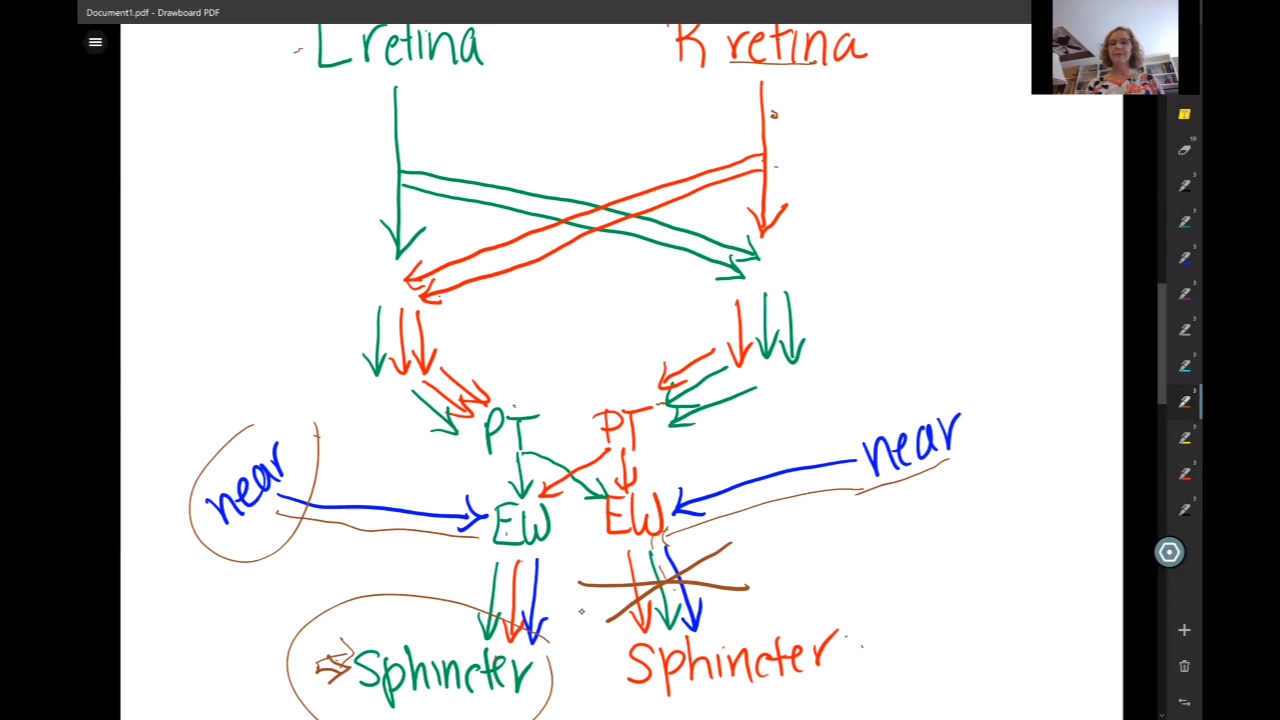 Document1.pdf - Drawboard PDF
L retina R retina
PT PT
near near
EW EW
Sphincter Sphincter